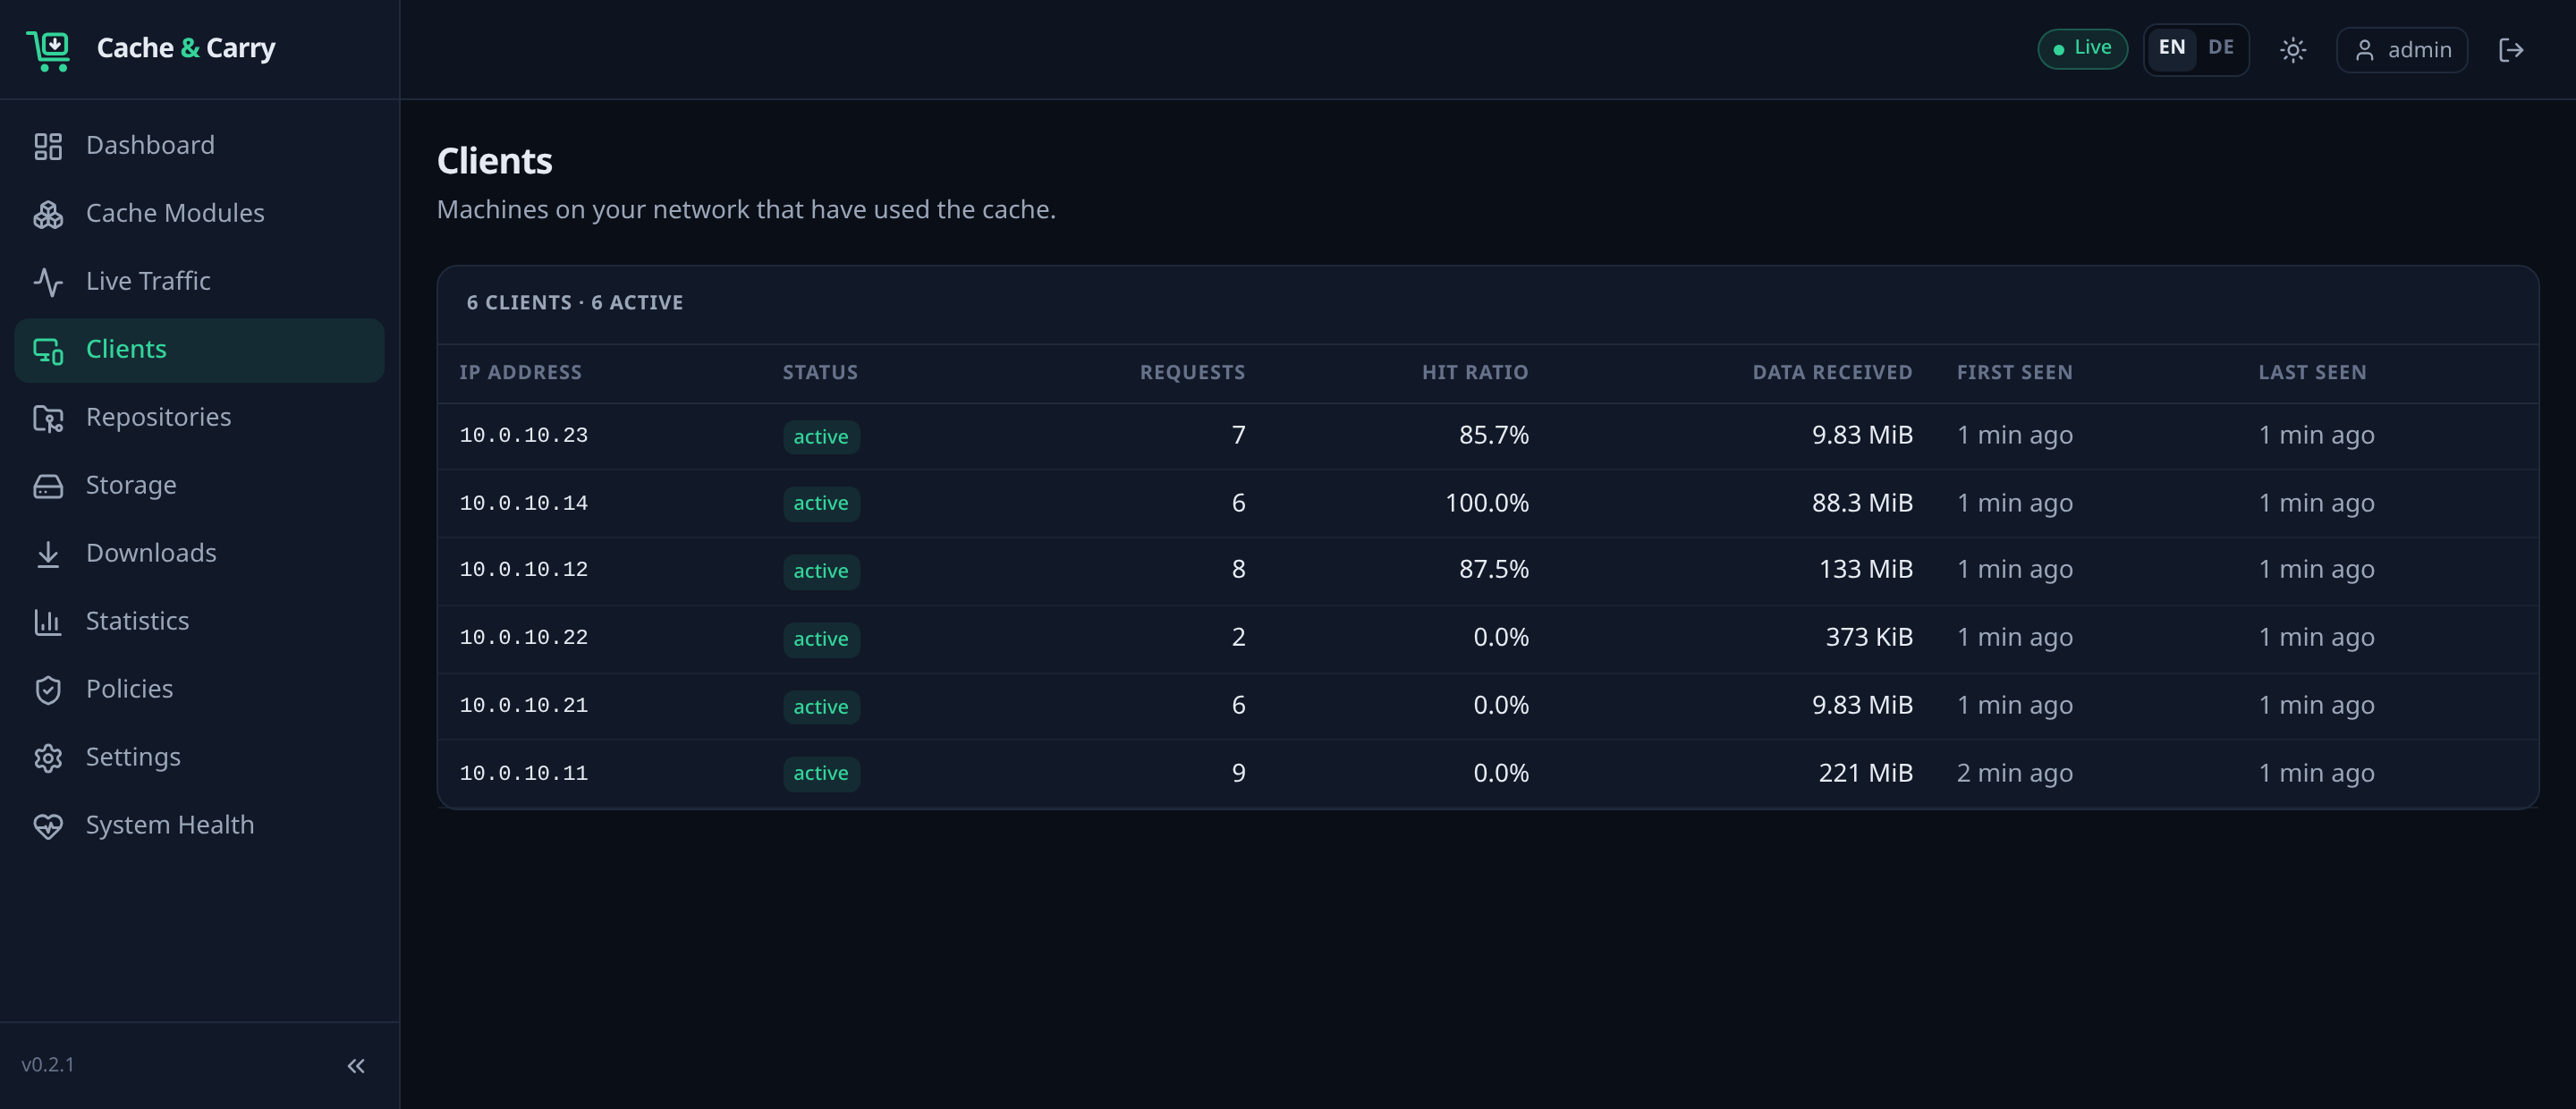 Cache & Carry
Live
EN DE
admin
Dashboard
Cache Modules
Live Traffic
Clients
Repositories
Storage
Downloads
Statistics
Policies
Settings
System Health
v0.2.1
Clients
Machines on your network that have used the cache.
6 CLIENTS · 6 ACTIVE
IP ADDRESS STATUS REQUESTS HIT RATIO DATA RECEIVED FIRST SEEN LAST SEEN
10.0.10.23 active 7 85.7% 9.83 MiB 1 min ago 1 min ago
10.0.10.14 active 6 100.0% 88.3 MiB 1 min ago 1 min ago
10.0.10.12 active 8 87.5% 133 MiB 1 min ago 1 min ago
10.0.10.22 active 2 0.0% 373 KiB 1 min ago 1 min ago
10.0.10.21 active 6 0.0% 9.83 MiB 1 min ago 1 min ago
10.0.10.11 active 9 0.0% 221 MiB 2 min ago 1 min ago